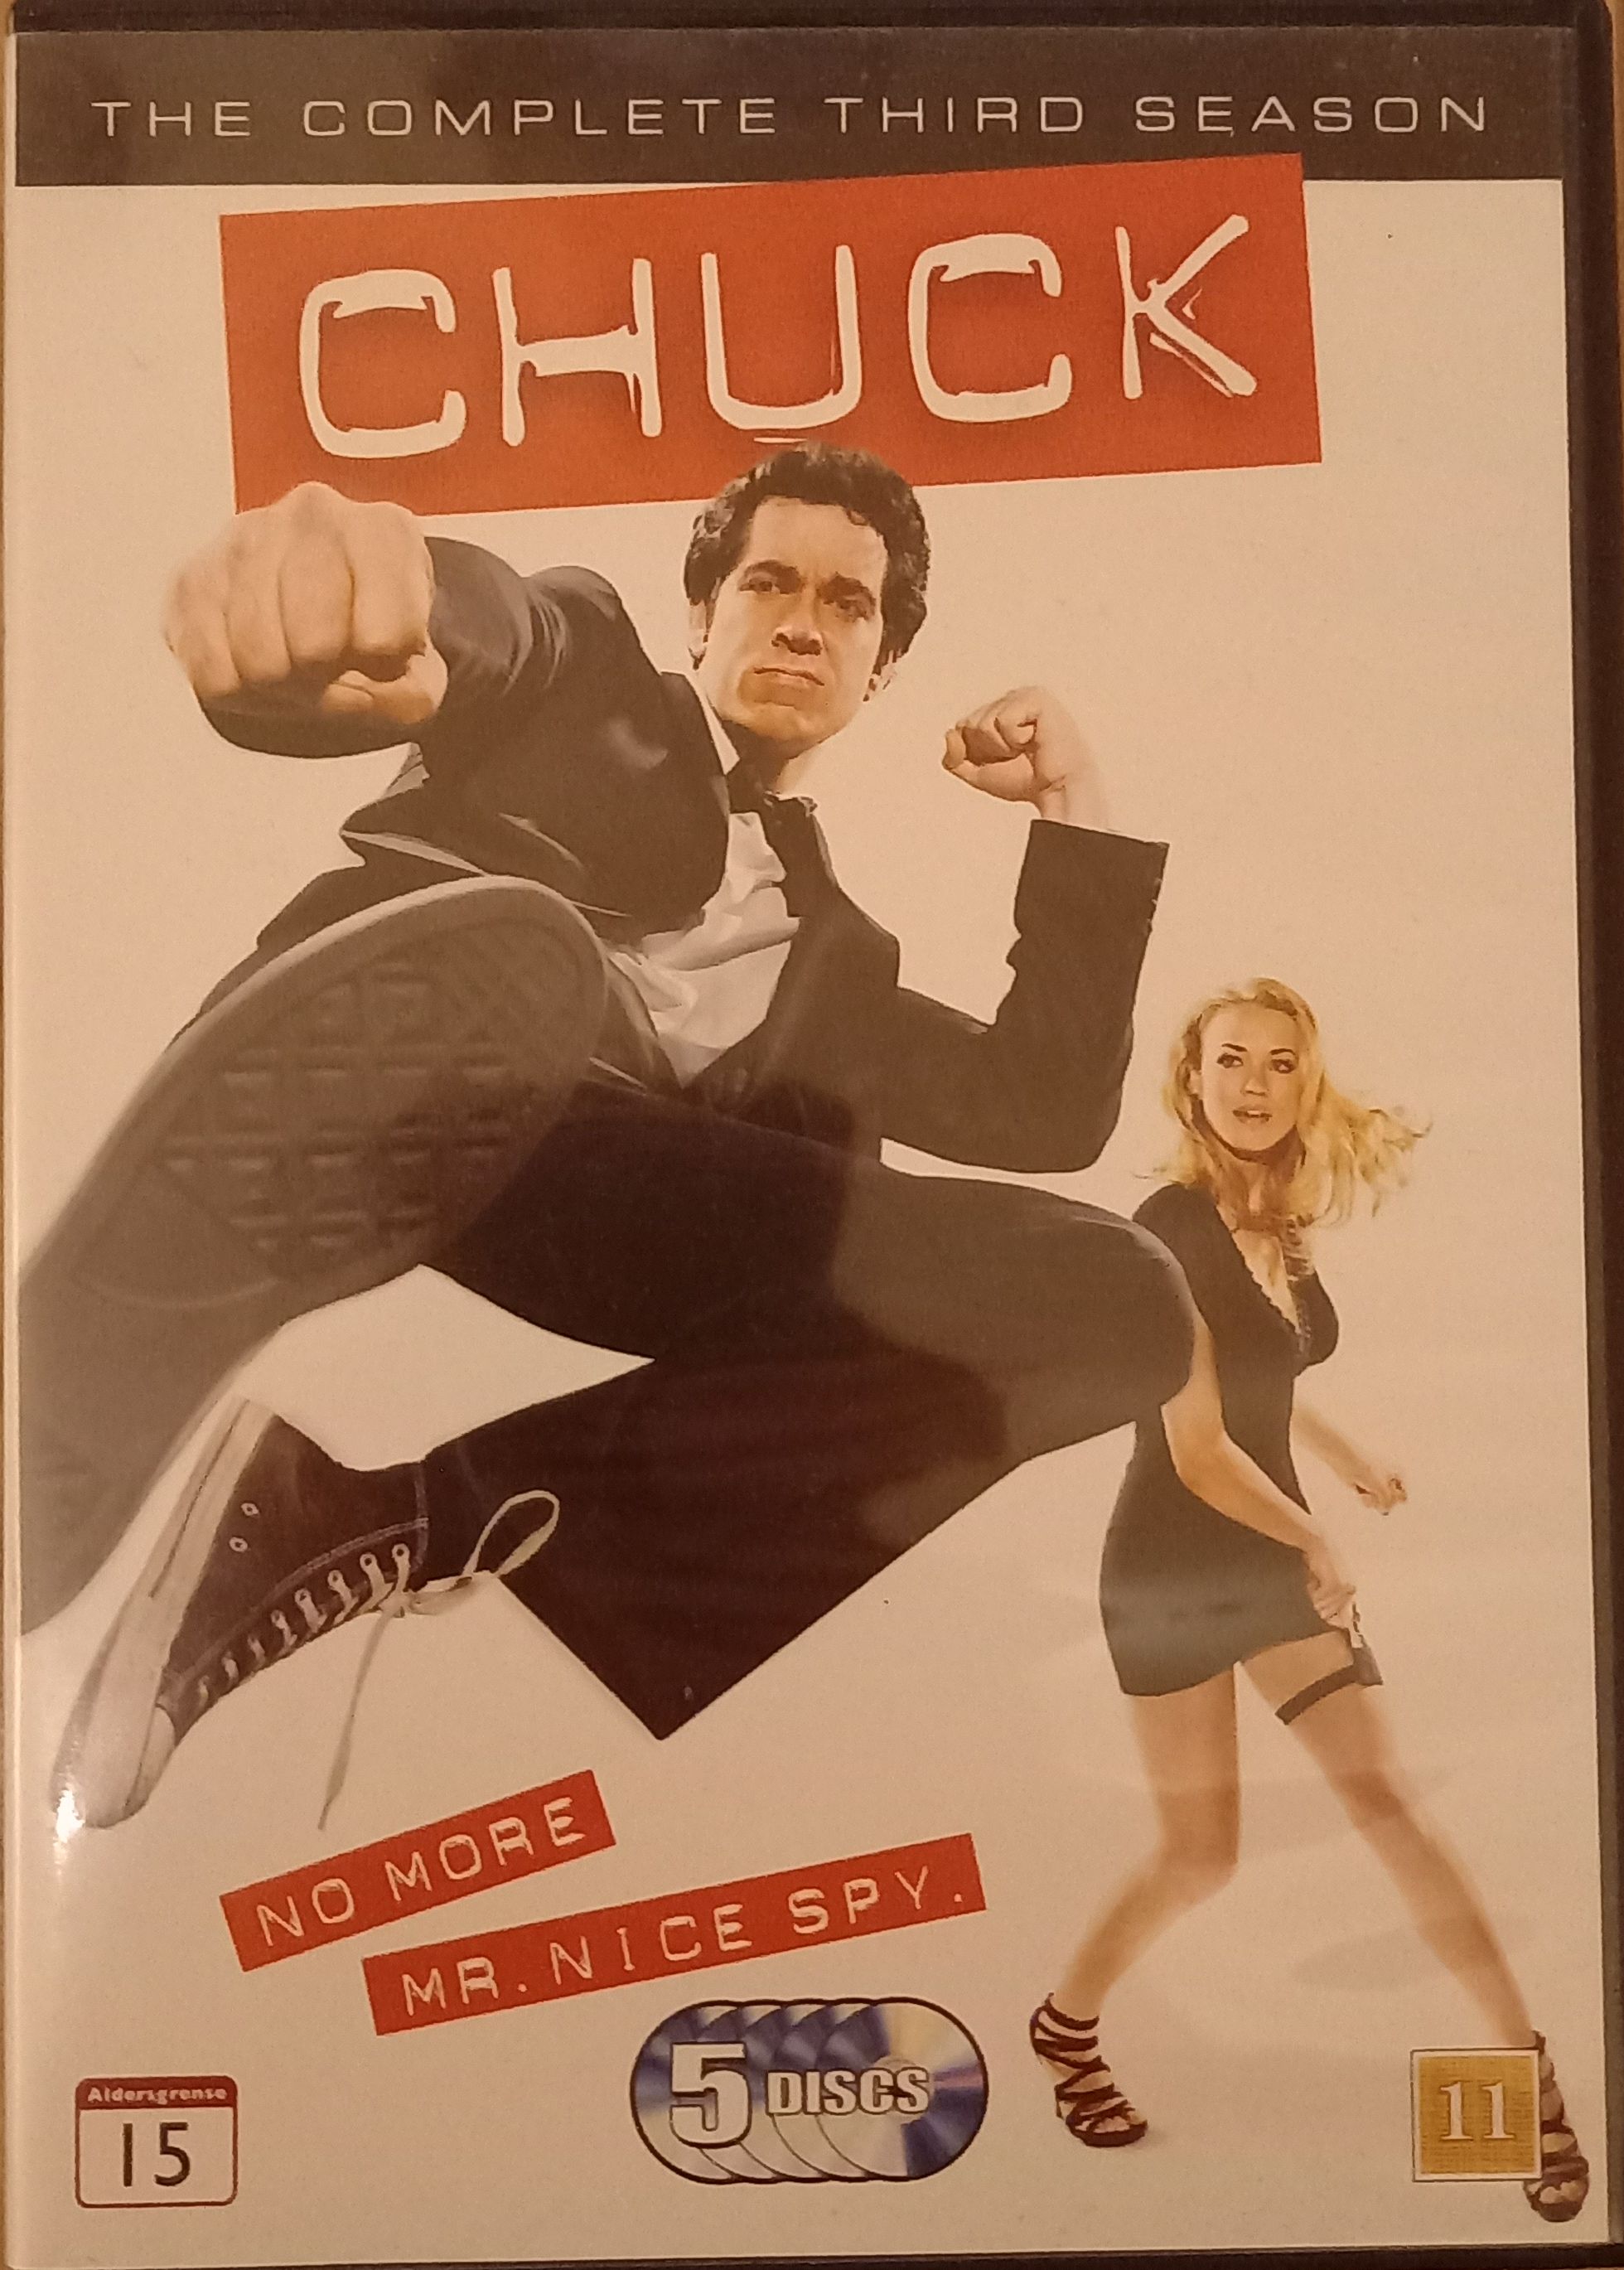 THE COMPLETE THIRD SEASON
CHUCK
NO MORE
MR. NICE SPY.
5 DISCS
Aldersgrense
15
11